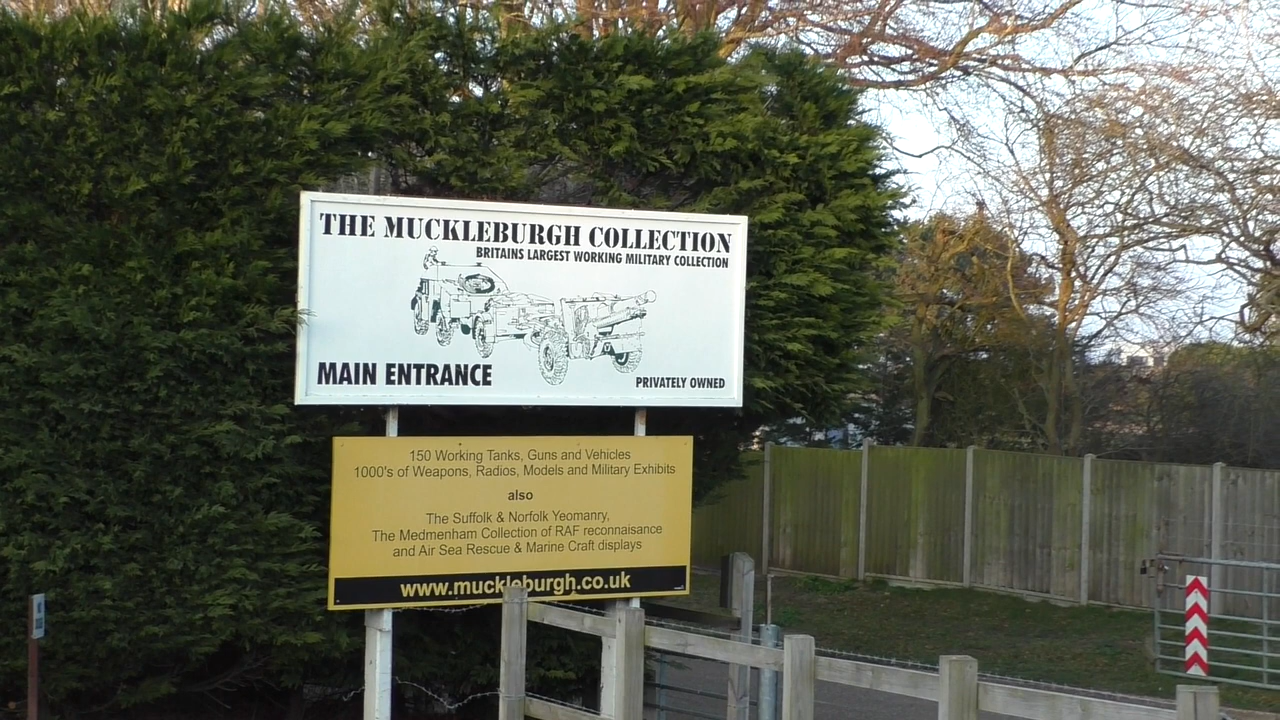 THE MUCKLEBURGH COLLECTION
BRITAINS LARGEST WORKING MILITARY COLLECTION
MAIN ENTRANCE
PRIVATELY OWNED
150 Working Tanks, Guns and Vehicles
1000's of Weapons, Radios, Models and Military Exhibits
also
The Suffolk & Norfolk Yeomanry,
The Medmenham Collection of RAF reconnaisance
and Air Sea Rescue & Marine Craft displays
www.muckleburgh.co.uk